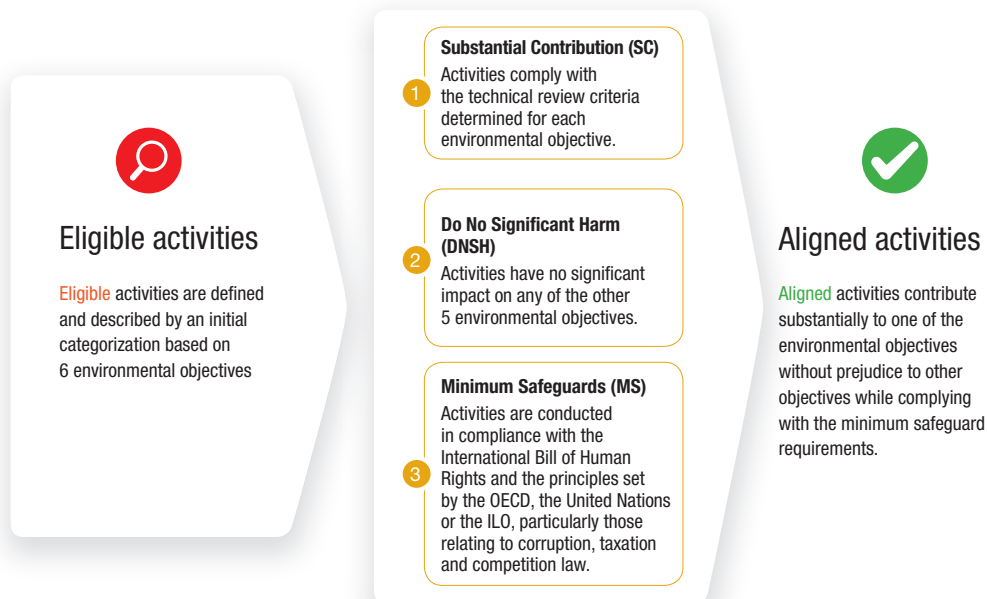 Eligible activities
Eligible activities are defined
and described by an initial
categorization based on
6 environmental objectives
1
Substantial Contribution (SC)
Activities comply with
the technical review criteria
determined for each
environmental objective.
2
Do No Significant Harm
(DNSH)
Activities have no significant
impact on any of the other
5 environmental objectives.
3
Minimum Safeguards (MS)
Activities are conducted
in compliance with the
International Bill of Human
Rights and the principles set
by the OECD, the United Nations
or the ILO, particularly those
relating to corruption, taxation
and competition law.
Aligned activities
Aligned activities contribute
substantially to one of the
environmental objectives
without prejudice to other
objectives while complying
with the minimum safeguard
requirements.